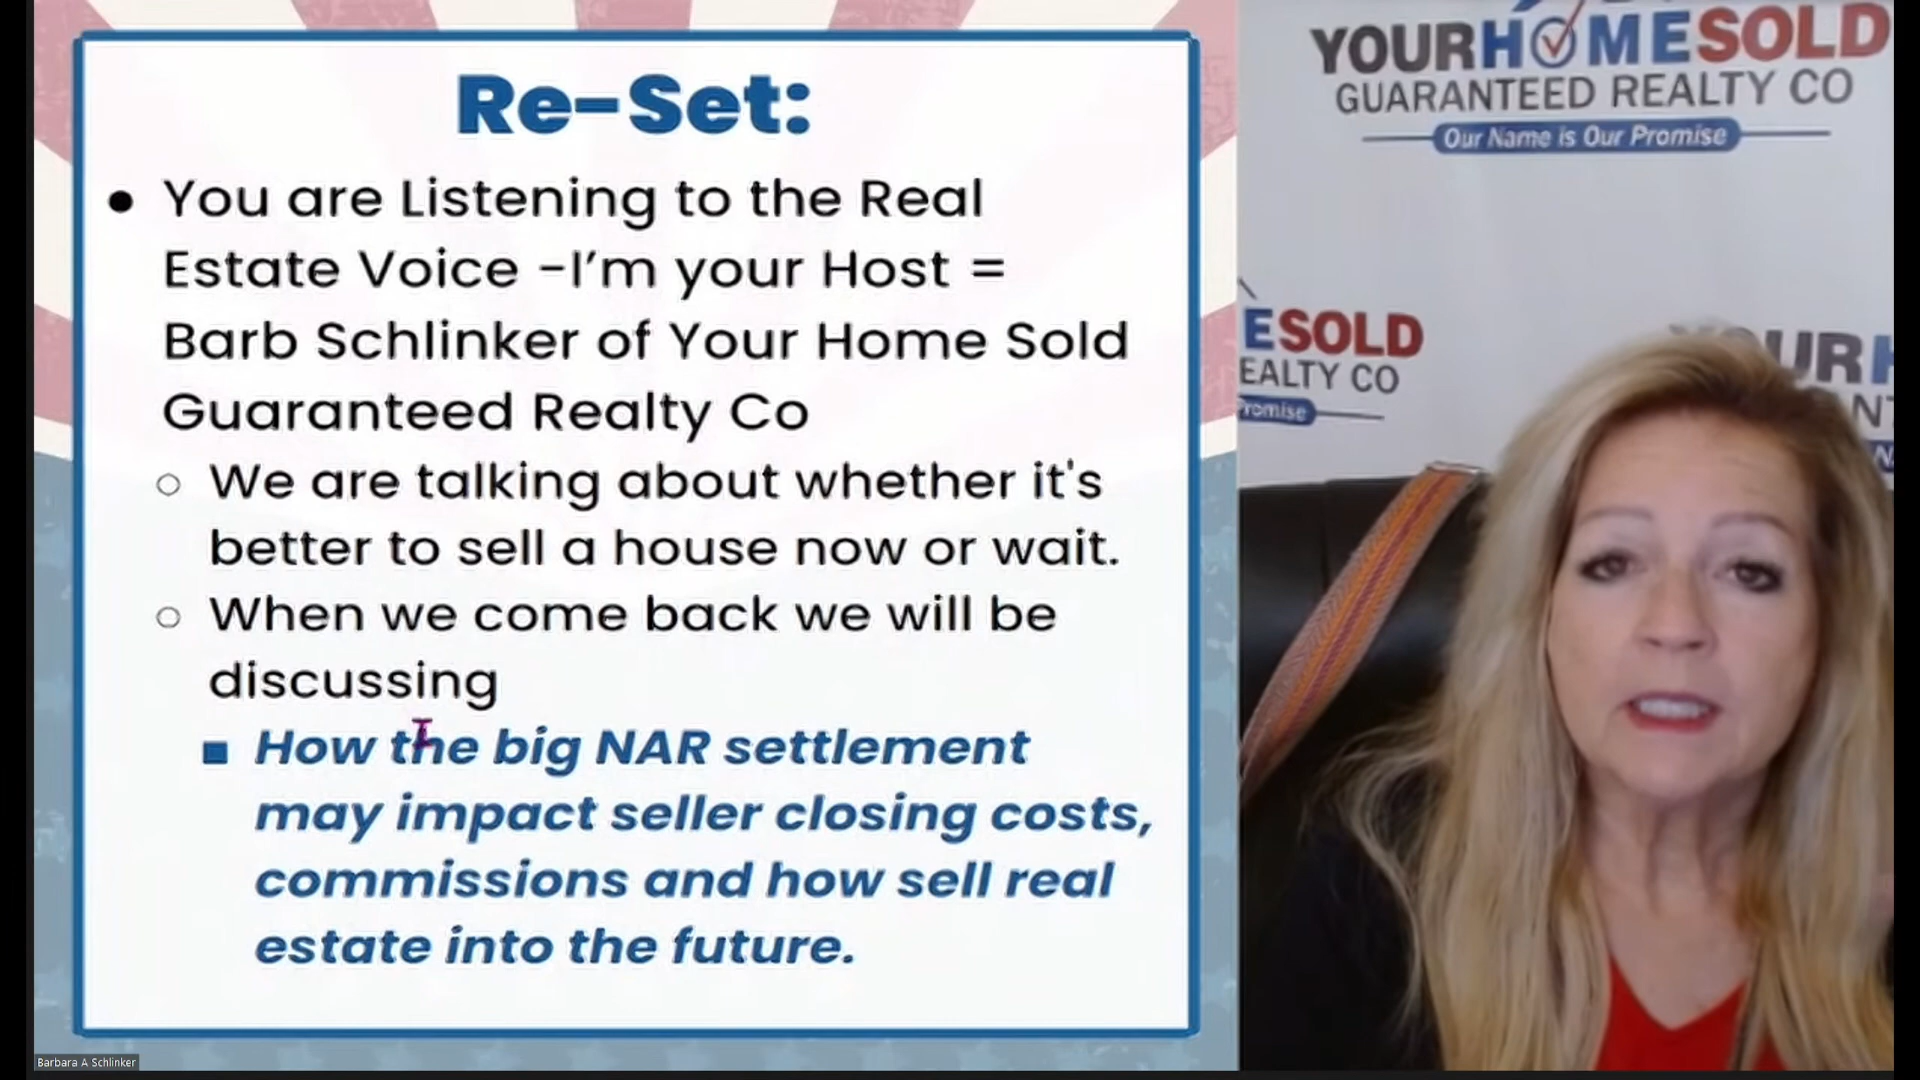 Re-Set:
● You are Listening to the Real
Estate Voice -I'm your Host =
Barb Schlinker of Your Home Sold
Guaranteed Realty Co
○ We are talking about whether it's
better to sell a house now or wait.
○ When we come back we will be
discussing
■ How the big NAR settlement
may impact seller closing costs,
commissions and how sell real
estate into the future.
YOURHOMESOLD
GUARANTEED REALTY CO
Our Name is Our Promise
ESOLD
EALTY CO
Promise
URH
NT
N
Barbara A Schlinker